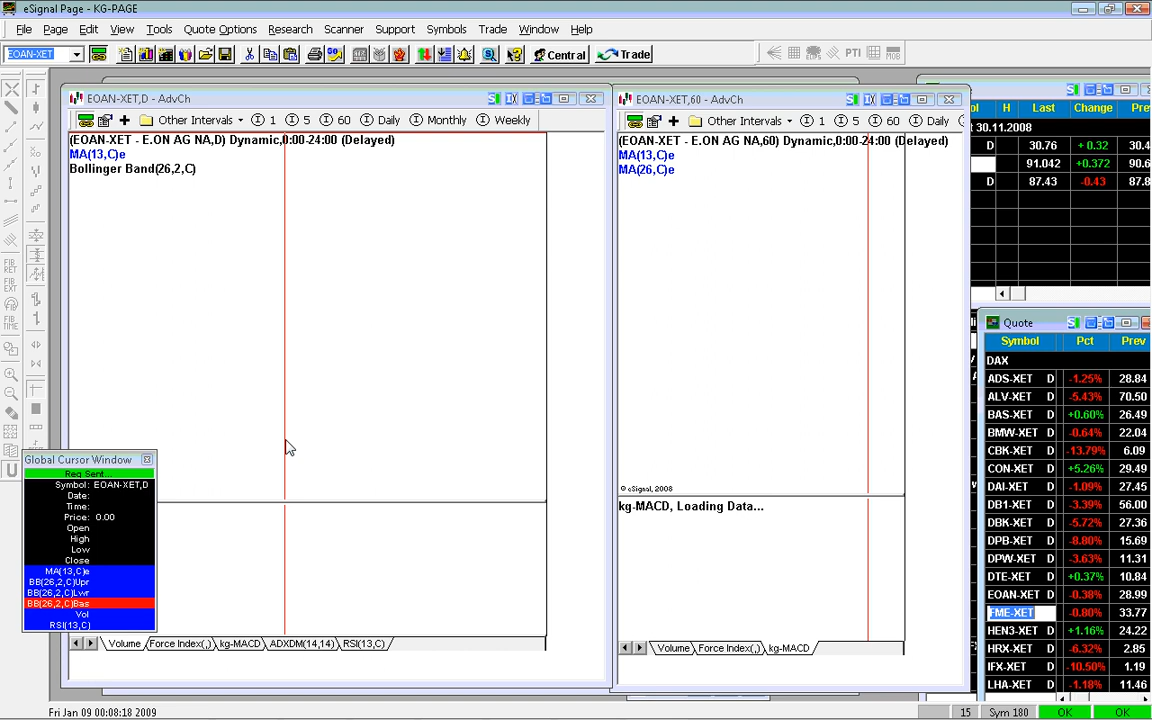 eSignal Page - KG-PAGE
File Page Edit View Tools Quote Options Research Scanner Support Symbols Trade Window Help
EOAN-XET Central Trade PTI MOB
EOAN-XET,D - AdvCh
Other Intervals 1 5 60 Daily Monthly Weekly
(EOAN-XET - E.ON AG NA,D) Dynamic,0:00-24:00 (Delayed)
MA(13,C)e
Bollinger Band(26,2,C)
Volume Force Index(,) kg-MACD ADXDM(14,14) RSI(13,C)
EOAN-XET,60 - AdvCh
Other Intervals 1 5 60 Daily
(EOAN-XET - E.ON AG NA,60) Dynamic,0:00-24:00 (Delayed)
MA(13,C)e
MA(26,C)e
© eSignal, 2008
kg-MACD, Loading Data...
Volume Force Index(,) kg-MACD
FIB RET
FIB EXT
FIB TIME
Global Cursor Window
Req Sent...
Symbol: EOAN-XET,D
Date:
Time:
Price: 0.00
Open
High
Low
Close
MA(13,C)e
BB(26,2,C)Upr
BB(26,2,C)Lwr
BB(26,2,C)Bas
Vol
RSI(13,C)
ol H Last Change Pre
t 30.11.2008
D 30.76 +0.32 30.4
91.042 +0.372 90.6
D 87.43 -0.43 87.8
Quote
Symbol Pct Prev
DAX
ADS-XET D -1.25% 28.84
ALV-XET D -5.43% 70.50
BAS-XET D +0.60% 26.49
BMW-XET D -0.64% 22.04
CBK-XET D -13.79% 6.09
CON-XET D +5.26% 29.49
DAI-XET D -1.09% 27.45
DB1-XET D -3.39% 56.00
DBK-XET D -5.72% 27.36
DPB-XET D -8.80% 15.69
DPW-XET D -3.63% 11.31
DTE-XET D +0.37% 10.84
EOAN-XET D -0.38% 28.99
FME-XET -0.80% 33.77
HEN3-XET D +1.16% 24.22
HRX-XET D -6.32% 2.85
IFX-XET D -10.50% 1.19
LHA-XET D -1.18% 11.46
Fri Jan 09 00:08:18 2009 15 Sym 180 OK OK